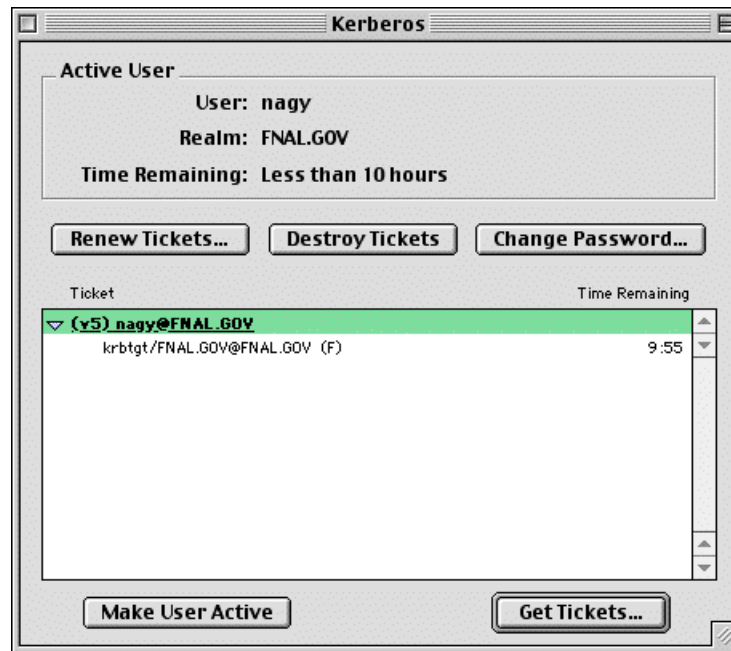 Kerberos
Active User
User: nagy
Realm: FNAL.GOV
Time Remaining: Less than 10 hours
Renew Tickets... Destroy Tickets Change Password...
Ticket Time Remaining
(v5) nagy@FNAL.GOV
krbtgt/FNAL.GOV@FNAL.GOV (F) 9:55
Make User Active Get Tickets...